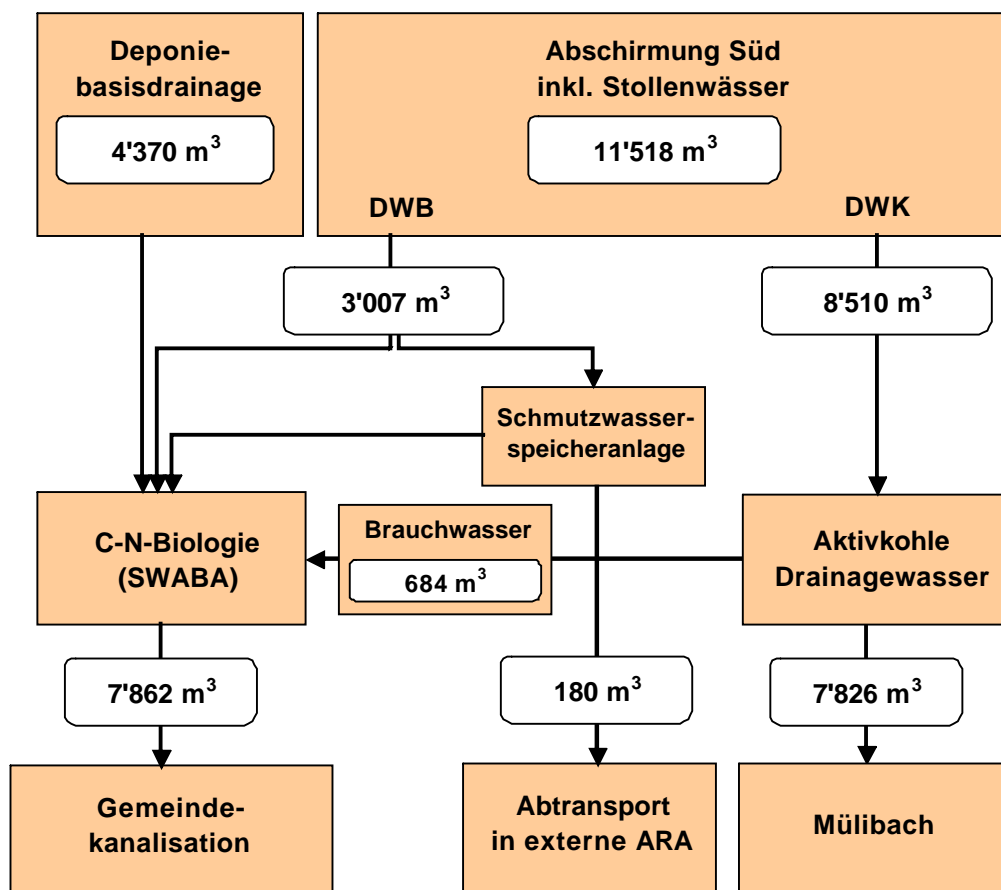 Deponie-
basisdrainage
4'370 m³
Abschirmung Süd
inkl. Stollenwässer
11'518 m³
DWB
DWK
3'007 m³
8'510 m³
Schmutzwasser-
speicheranlage
C-N-Biologie
(SWABA)
Brauchwasser
684 m³
Aktivkohle
Drainagewasser
7'862 m³
180 m³
7'826 m³
Gemeinde-
kanalisation
Abtransport
in externe ARA
Mülibach